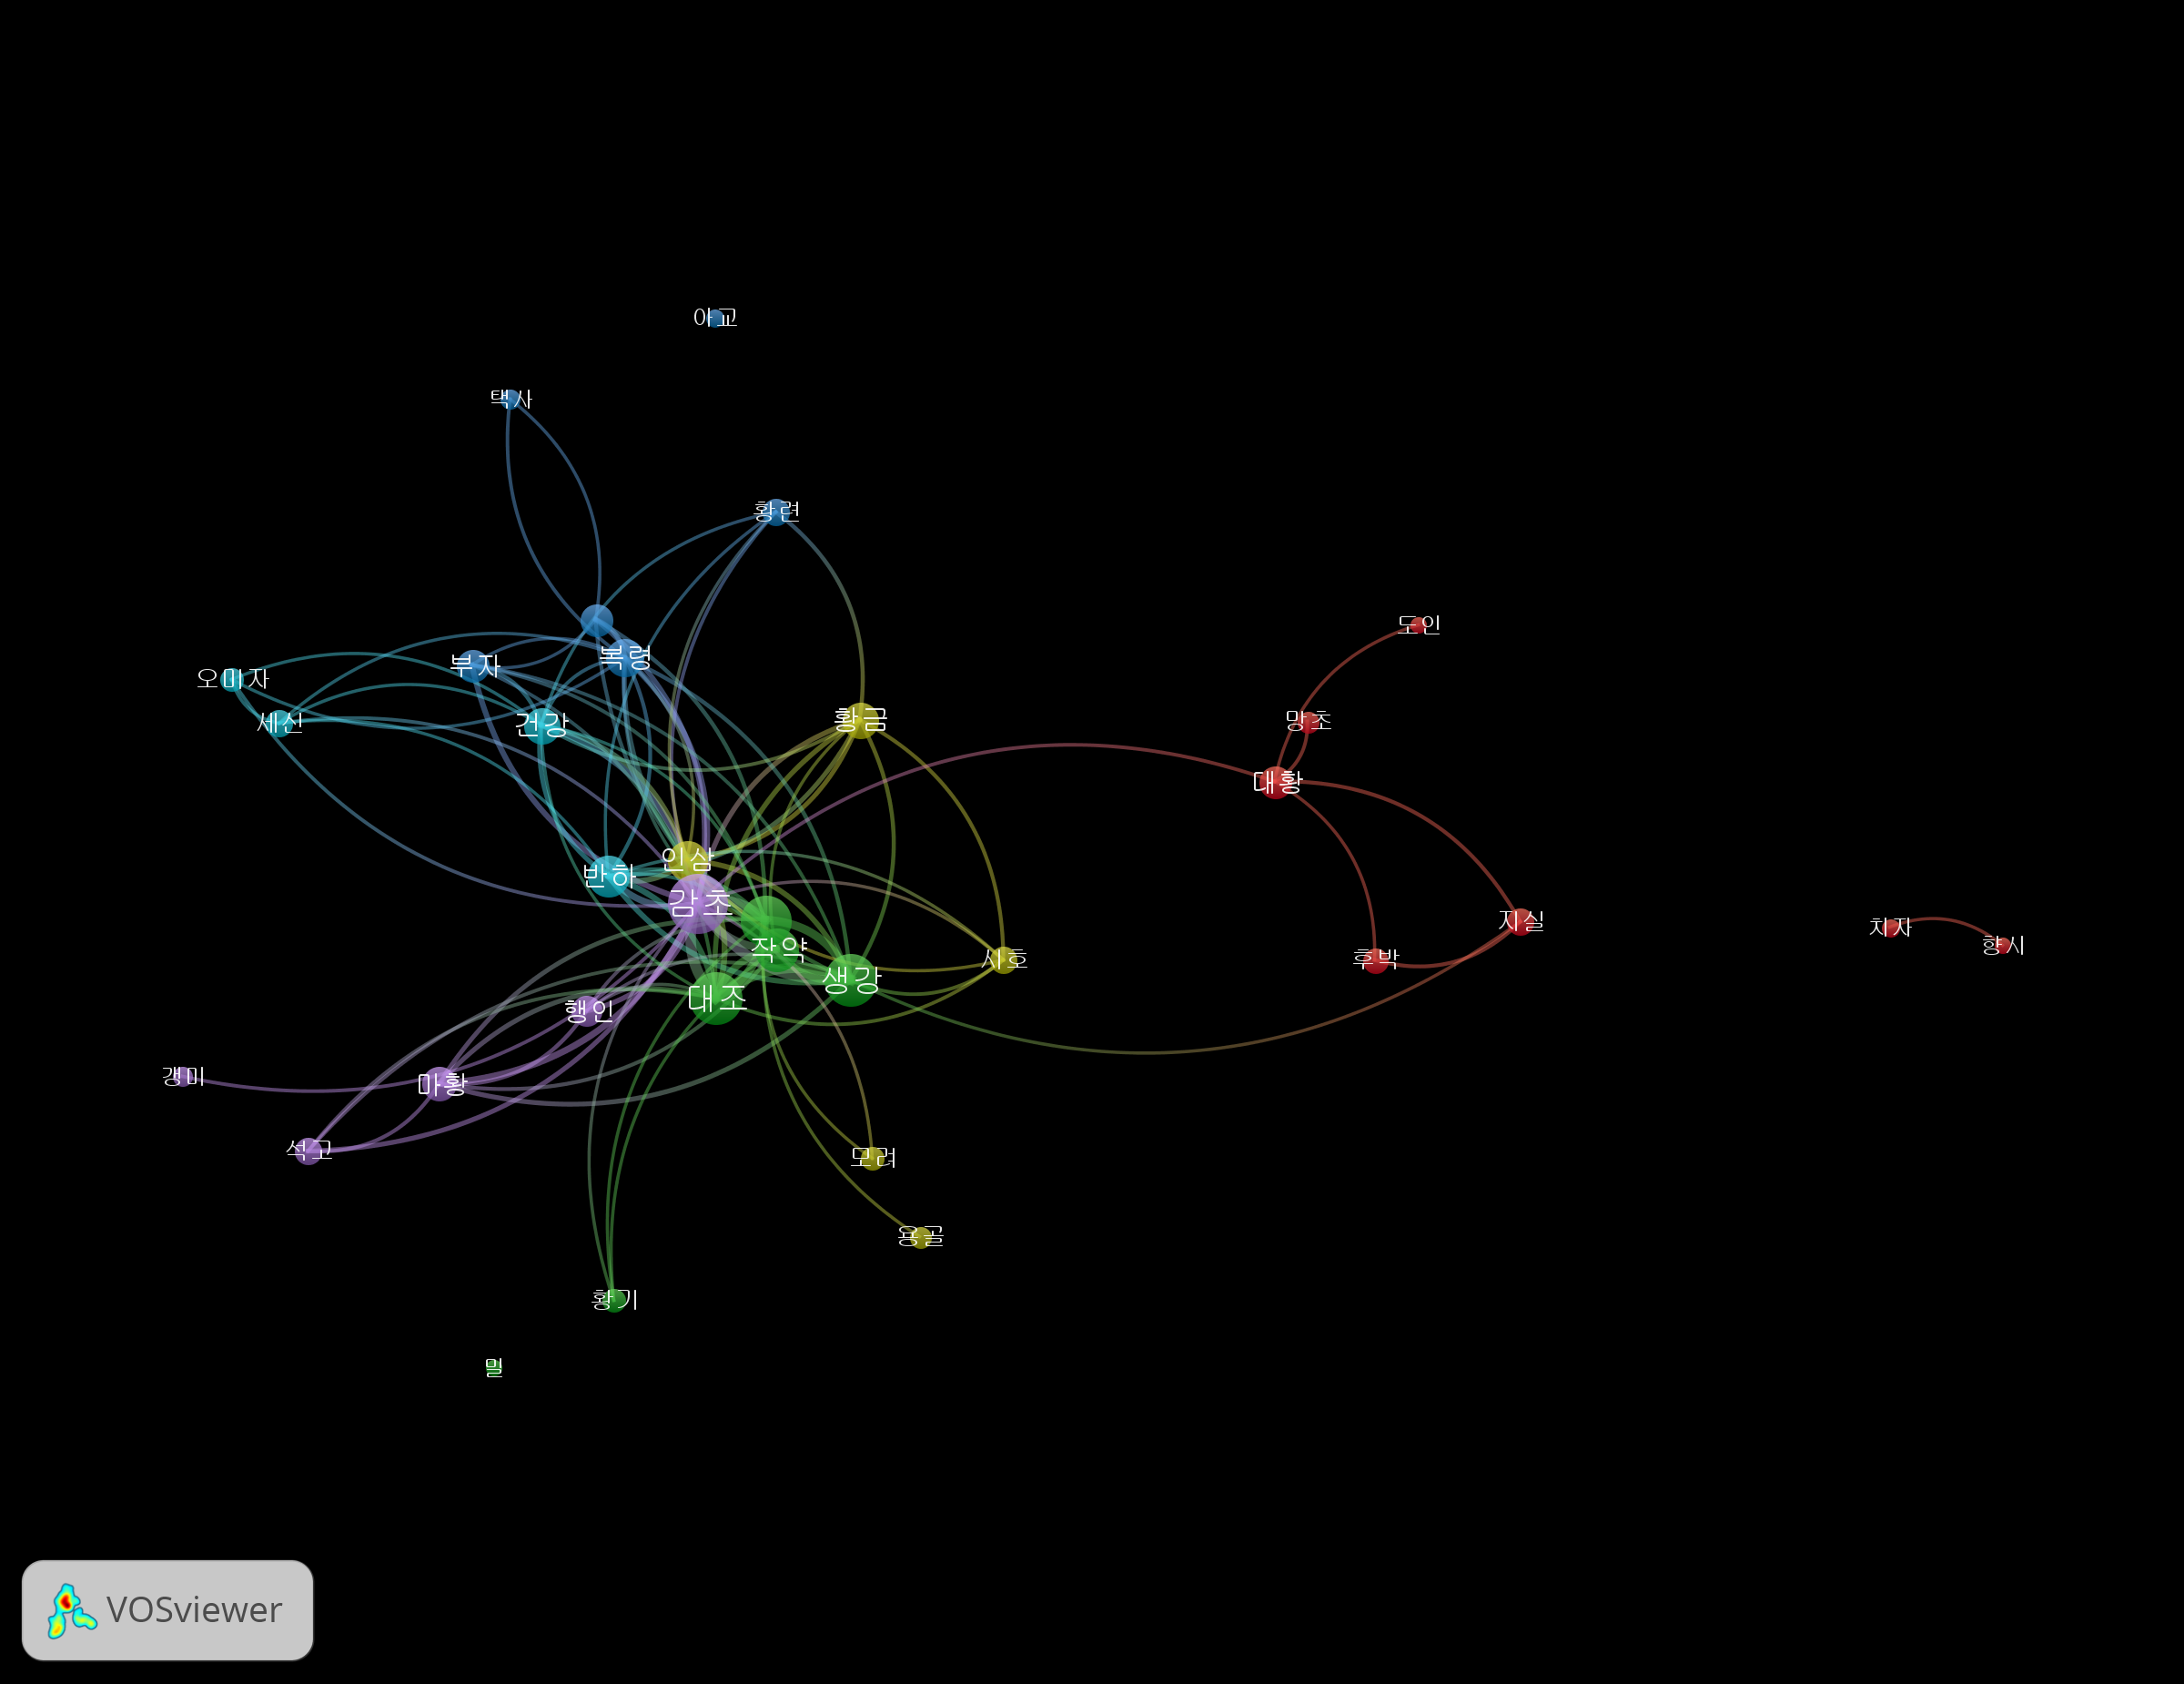 아교
택사
황련
도인
복령
부자
오미자
세신
건강
황금
망초
대황
인삼
반하
감초
작약
지실
치자
향시
후박
시호
생강
대조
행인
갱미
마황
석고
모려
용골
황기
밀
VOSviewer